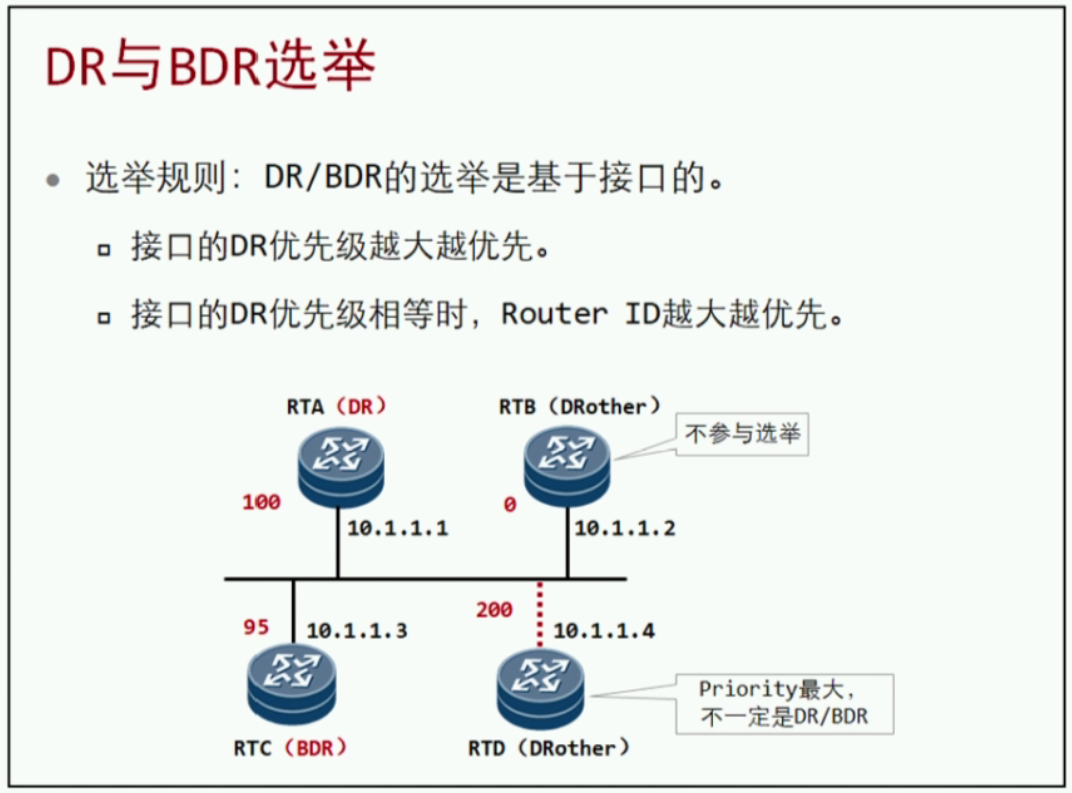 DR与BDR选举
选举规则：DR/BDR的选举是基于接口的。
接口的DR优先级越大越优先。
接口的DR优先级相等时，Router ID越大越优先。
RTA（DR）
RTB（DRother）
不参与选举
100
0
10.1.1.1
10.1.1.2
200
95
10.1.1.3
10.1.1.4
Priority最大，
不一定是DR/BDR
RTC（BDR）
RTD（DRother）